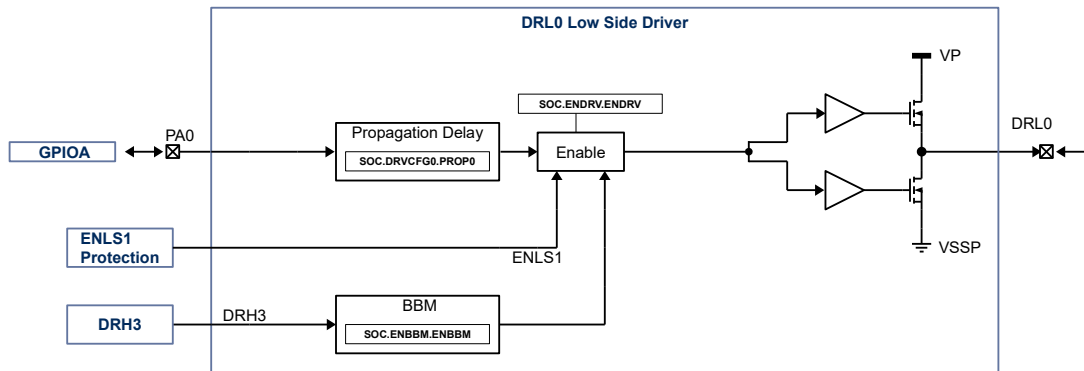 DRL0 Low Side Driver
VP
SOC.ENDRV.ENDRV
PA0
Propagation Delay
DRL0
GPIOA
SOC.DRVCFG0.PROP0
Enable
ENLS1
Protection
ENLS1
VSSP
BBM
DRH3
DRH3
SOC.ENBBM.ENBBM